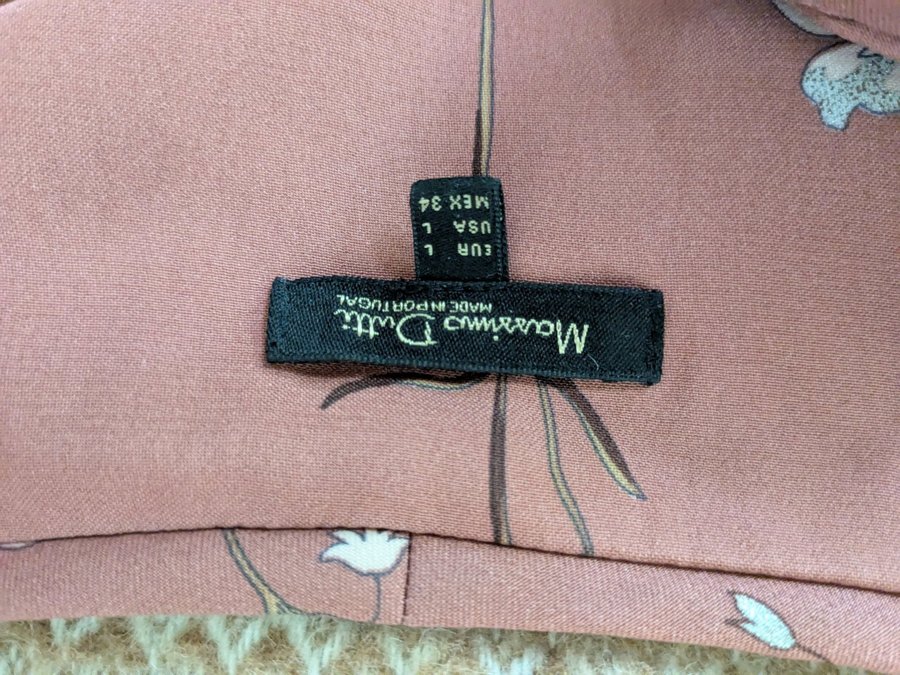 Massimo Dutti
MADE IN PORTUGAL
EUR L
USA L
MEX 34